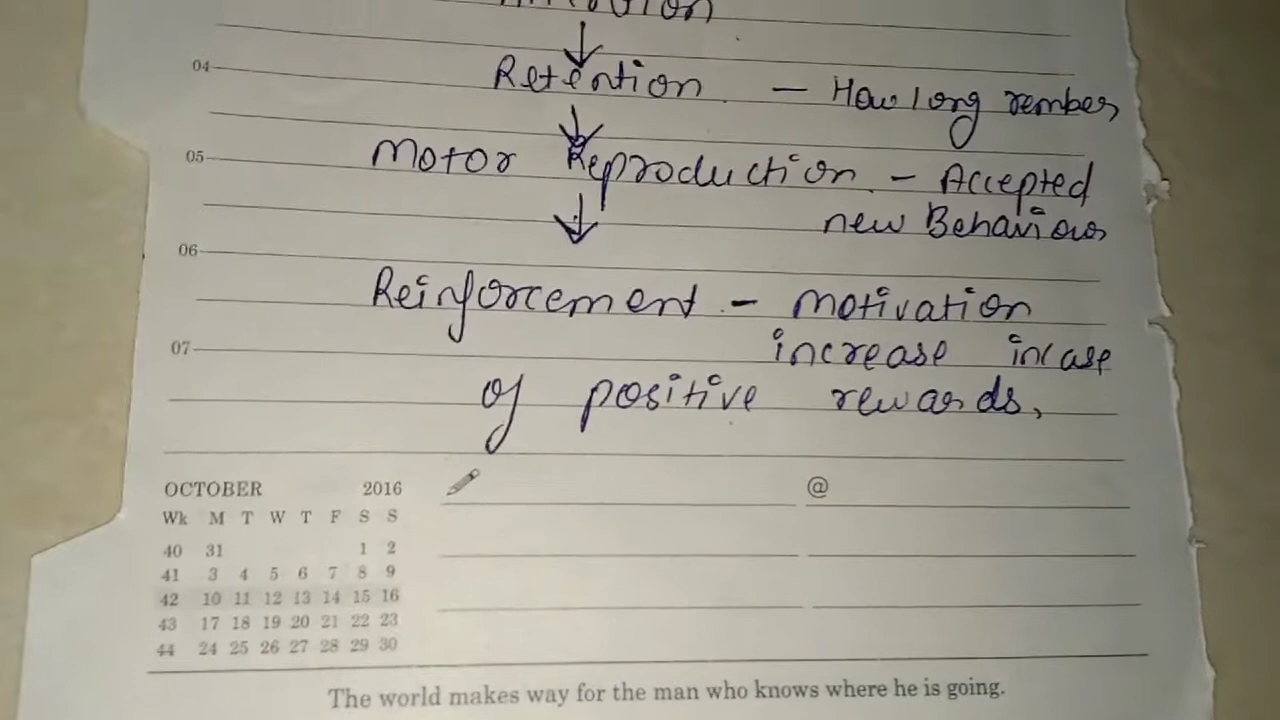 04
Retention - How long rember
05
Motor Reproduction - Accepted
new Behaviour
06
Reinforcement - motivation
07
increase incase
of positive rewards,
OCTOBER 2016
@
Wk M T W T F S S
40 31 1 2
41 3 4 5 6 7 8 9
42 10 11 12 13 14 15 16
43 17 18 19 20 21 22 23
44 24 25 26 27 28 29 30
The world makes way for the man who knows where he is going.